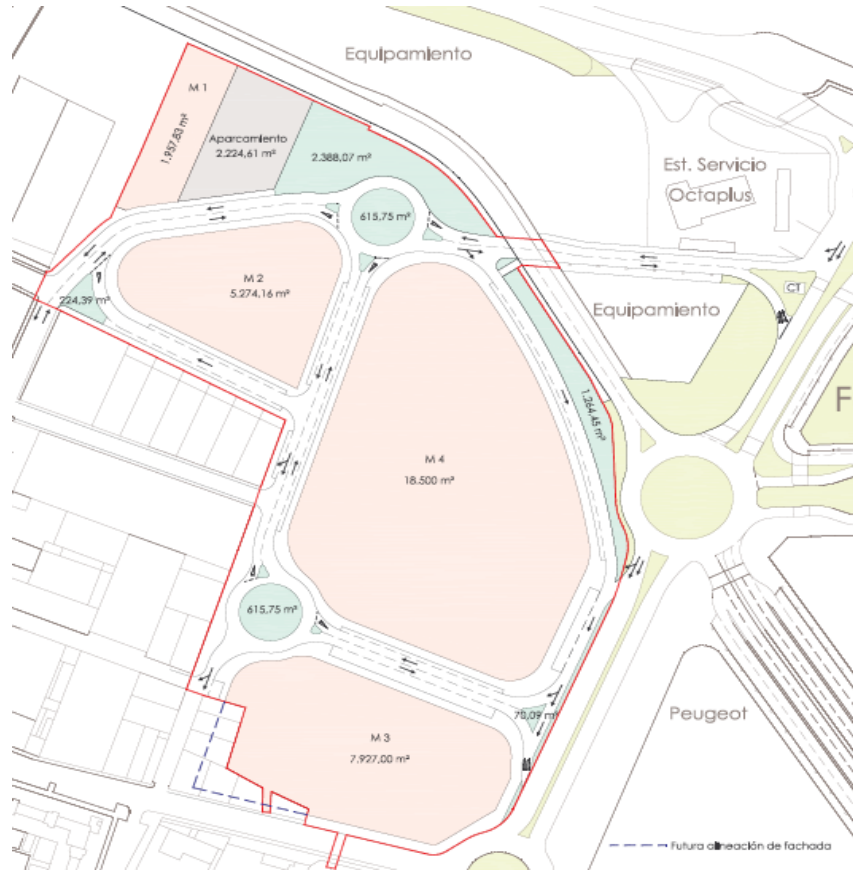 Equipamiento
M 1
1.957,83 m²
Aparcamiento
2.224,61 m²
2.388,07 m²
Est. Servicio
Octaplus
615,75 m²
M 2
5.274,16 m²
224,39 m²
CT
Equipamiento
1.264,45 m²
F
M 4
18.500 m²
615,75 m²
70,09 m²
Peugeot
M 3
7.927,00 m²
Futura alineación de fachada